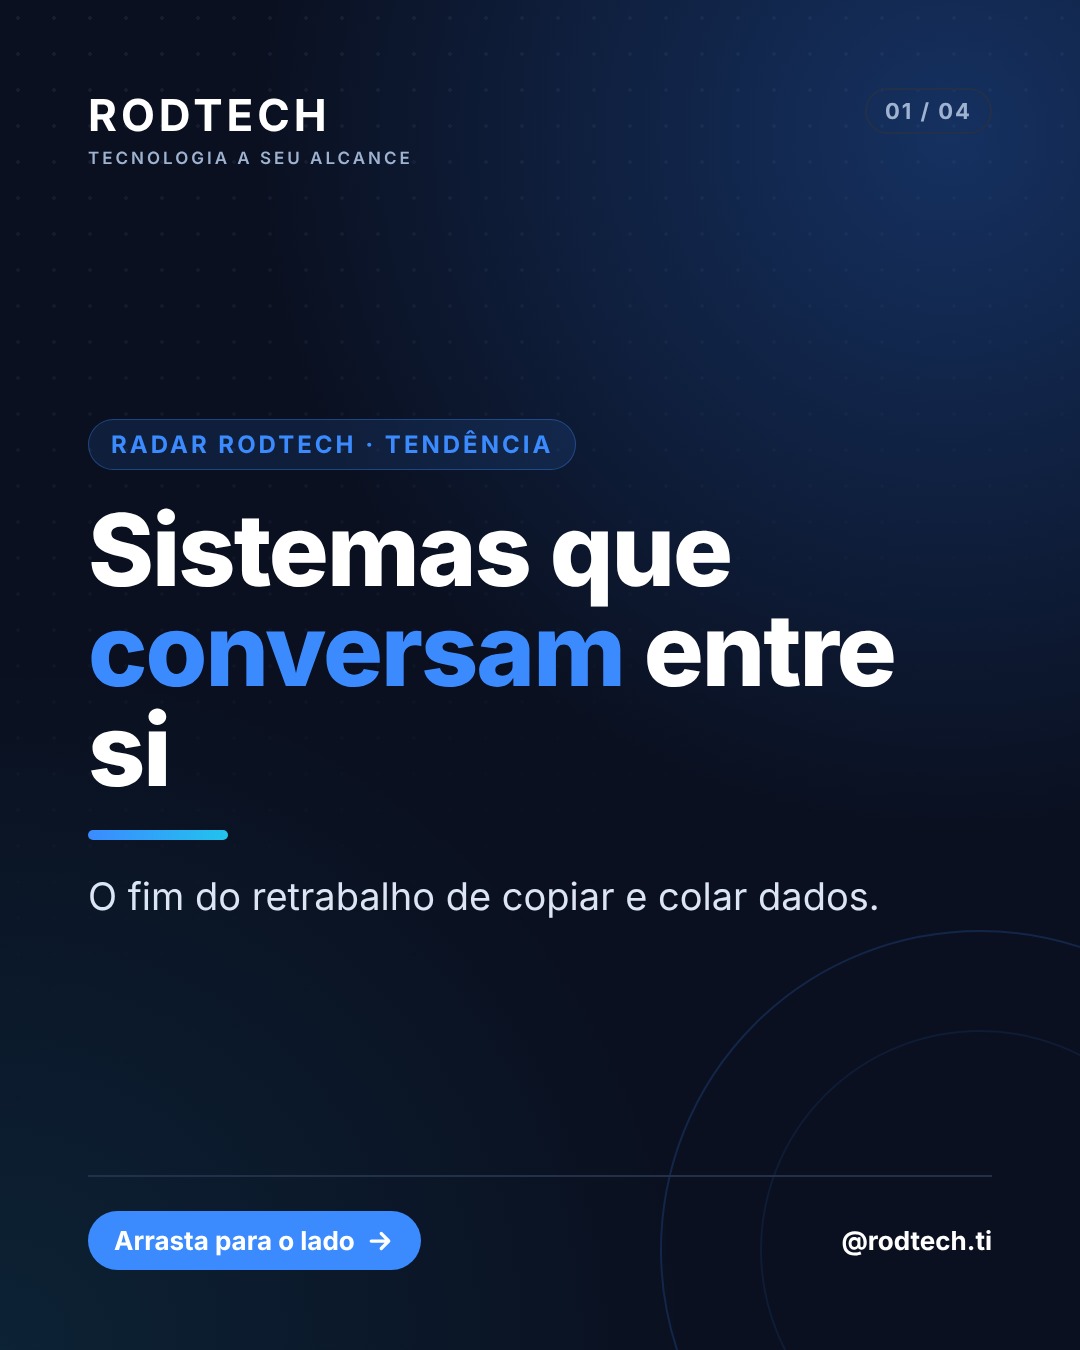 RODTECH
TECNOLOGIA A SEU ALCANCE
01 / 04
RADAR RODTECH · TENDÊNCIA
Sistemas que
conversam entre
si
O fim do retrabalho de copiar e colar dados.
Arrasta para o lado →
@rodtech.ti